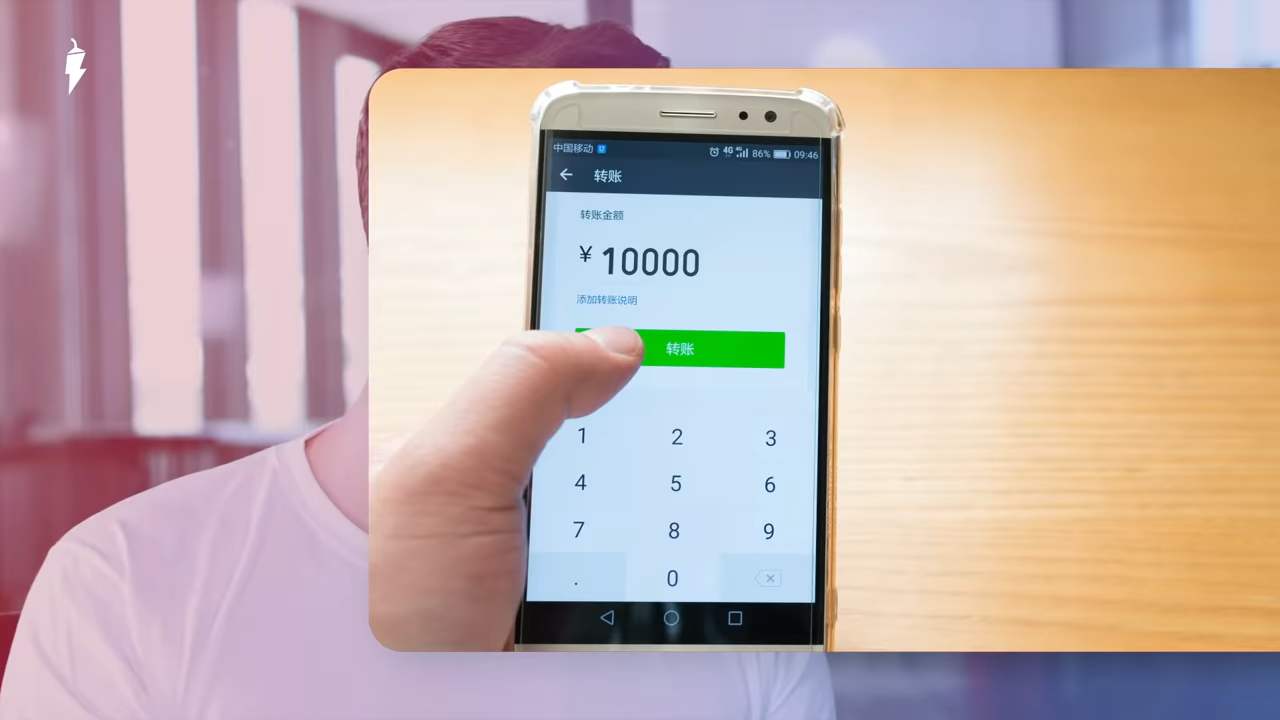 中国移动 4G 86% 09:46
转账
转账金额
¥ 10000
添加转账说明
转账
1 2 3
4 5 6
7 8 9
. 0